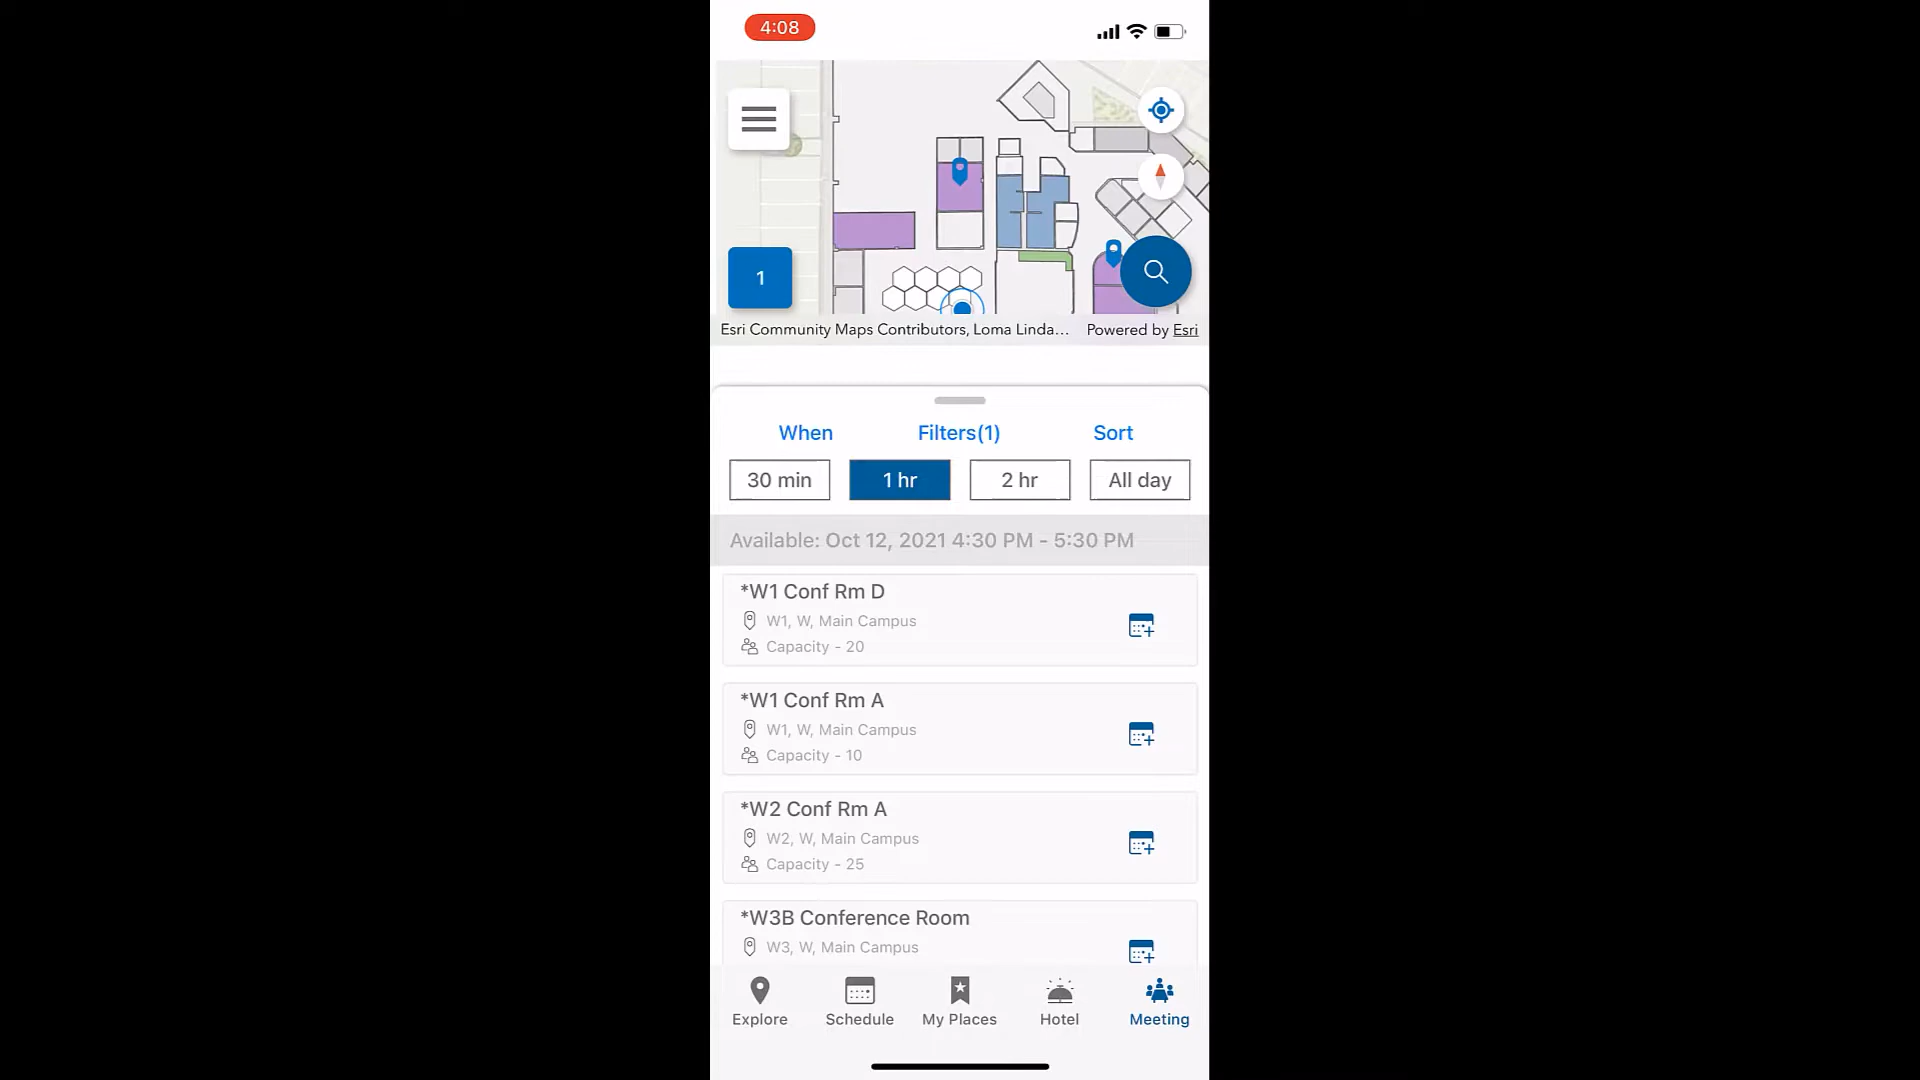 4:08
1
Esri Community Maps Contributors, Loma Linda... Powered by Esri
When Filters(1) Sort
30 min 1 hr 2 hr All day
Available: Oct 12, 2021 4:30 PM - 5:30 PM
*W1 Conf Rm D
W1, W, Main Campus
Capacity - 20
*W1 Conf Rm A
W1, W, Main Campus
Capacity - 10
*W2 Conf Rm A
W2, W, Main Campus
Capacity - 25
*W3B Conference Room
W3, W, Main Campus
Explore Schedule My Places Hotel Meeting